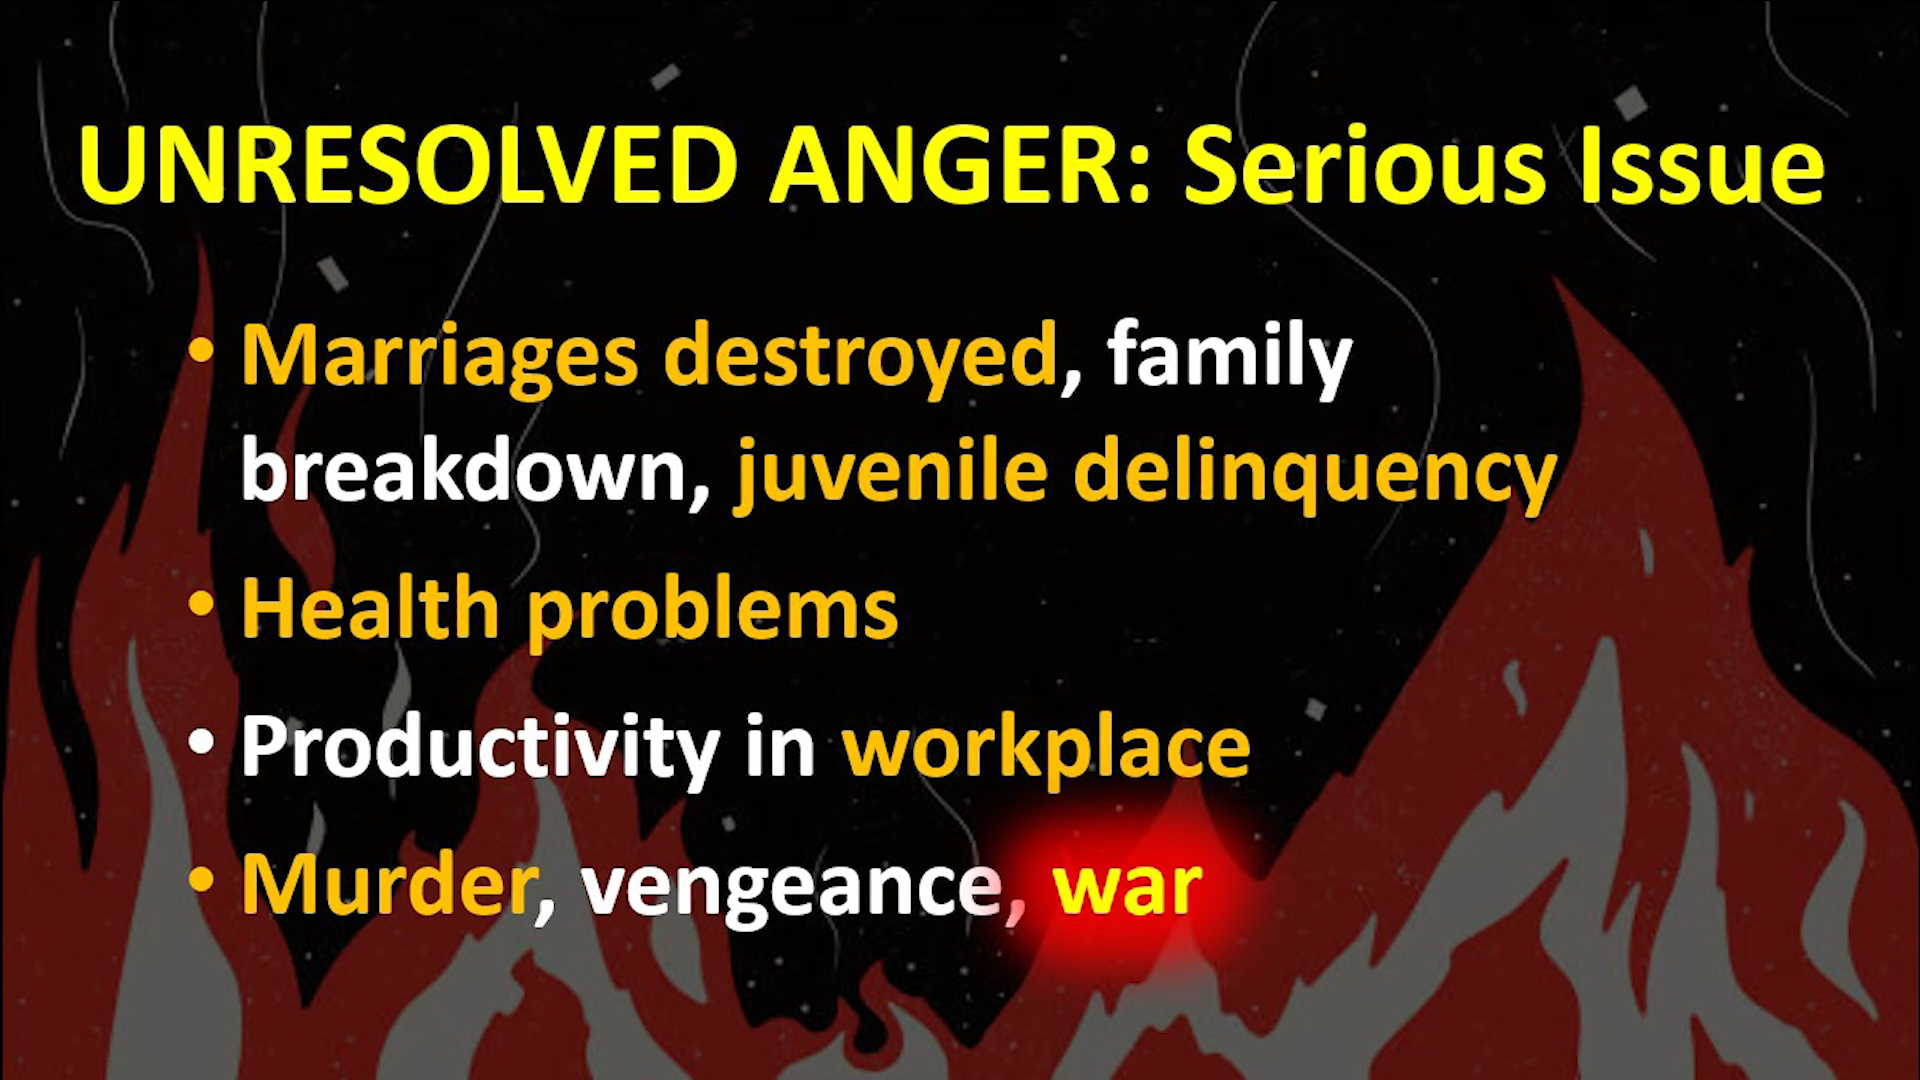 UNRESOLVED ANGER: Serious Issue
• Marriages destroyed, family
breakdown, juvenile delinquency
• Health problems
• Productivity in workplace
• Murder, vengeance, war